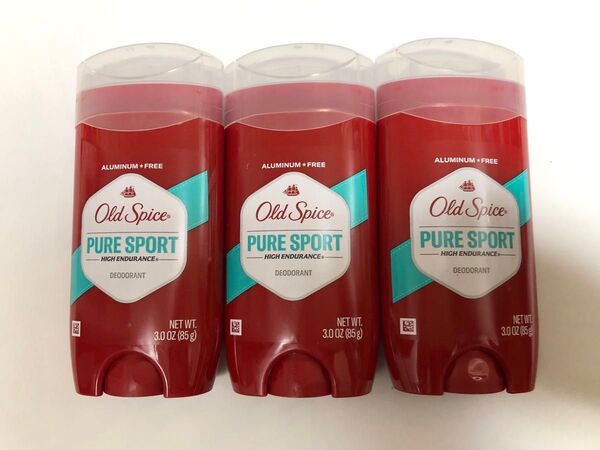 ALUMINUM★FREE
Old Spice®
PURE SPORT
HIGH ENDURANCE®
DEODORANT
NET WT.
3.0 OZ (85 g)
ALUMINUM★FREE
Old Spice®
PURE SPORT
HIGH ENDURANCE®
DEODORANT
NET WT.
3.0 OZ (85 g)
ALUMINUM★FREE
Old Spice®
PURE SPORT
HIGH ENDURANCE®
DEODORANT
NET WT.
3.0 OZ (85 g)